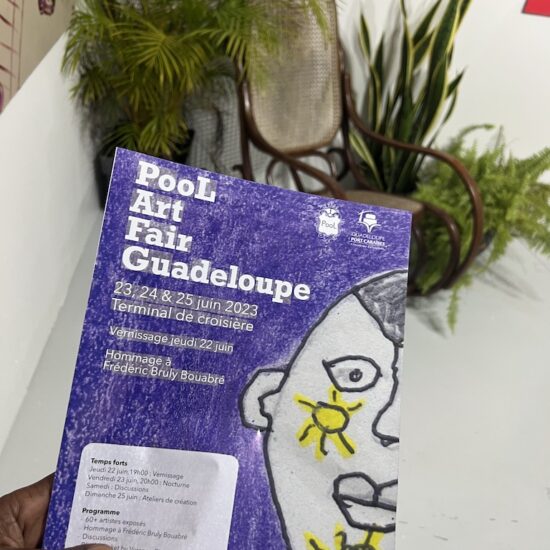 PooL
Art
Fair
Guadeloupe
PooL
GUADELOUPE
PORT CARAÏBES
23, 24 & 25 juin 2023
Terminal de croisière
Vernissage jeudi 22 juin
Hommage à
Frédéric Bruly Bouabré
Temps forts
Jeudi 22 juin, 19h00 : Vernissage
Vendredi 23 juin, 20h00 : Nocturne
Samedi : Discussions
Dimanche 25 juin : Ateliers de création
Programme
60+ artistes exposés
Hommage à Frédéric Bruly Bouabré
Discussions